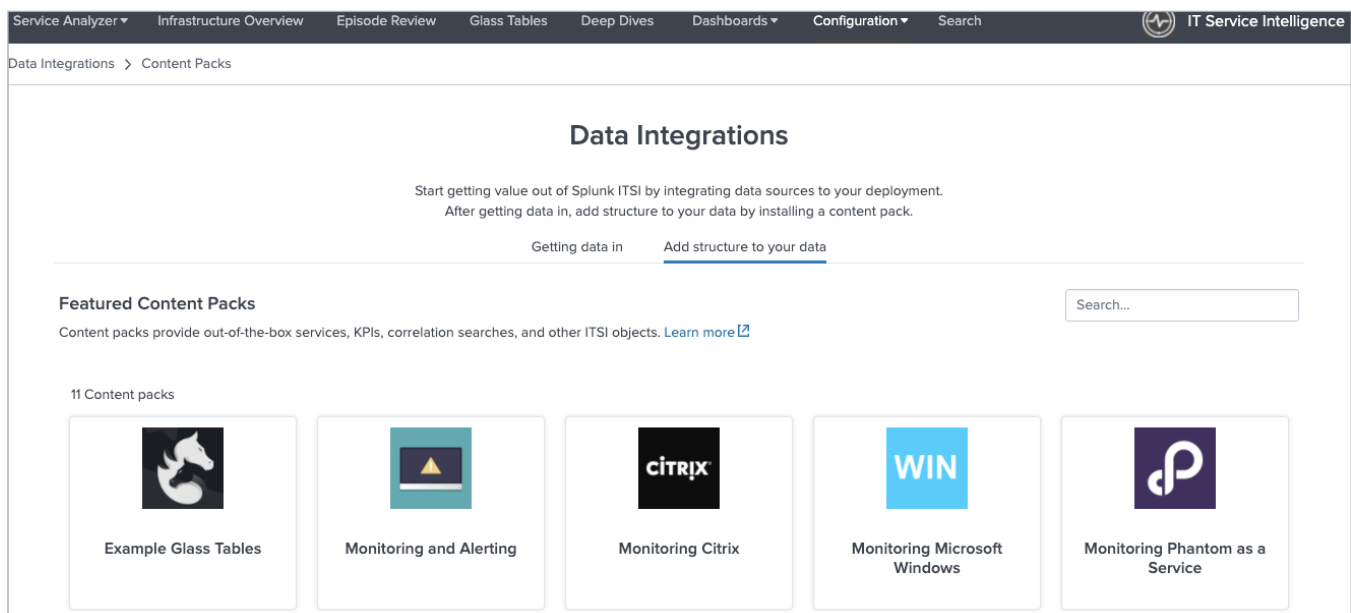 Service Analyzer▾ Infrastructure Overview Episode Review Glass Tables Deep Dives Dashboards▾ Configuration▾ Search IT Service Intelligence
Data Integrations > Content Packs
Data Integrations
Start getting value out of Splunk ITSI by integrating data sources to your deployment.
After getting data in, add structure to your data by installing a content pack.
Getting data in Add structure to your data
Featured Content Packs
Search...
Content packs provide out-of-the-box services, KPIs, correlation searches, and other ITSI objects. Learn more
11 Content packs
CİTRIX WIN
Example Glass Tables Monitoring and Alerting Monitoring Citrix Monitoring Microsoft Monitoring Phantom as a
Windows Service